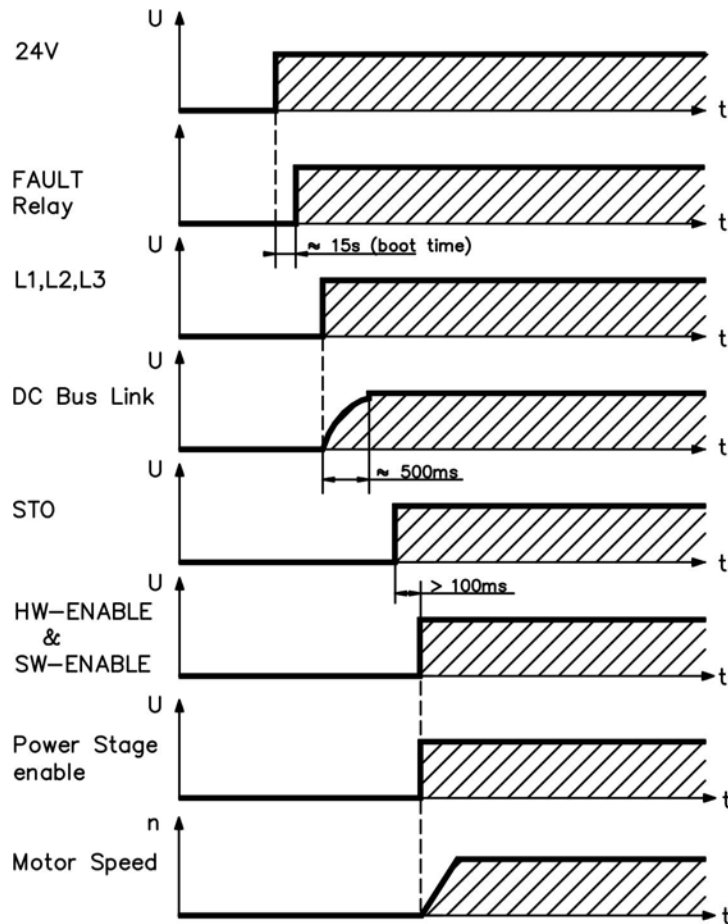 U
24V
t
FAULT
Relay
t
≈ 15s (boot time)
U
L1,L2,L3
t
U
DC Bus Link
t
≈ 500ms
U
STO
t
> 100ms
U
HW-ENABLE
&
SW-ENABLE
t
U
Power Stage
enable
t
n
Motor Speed
t